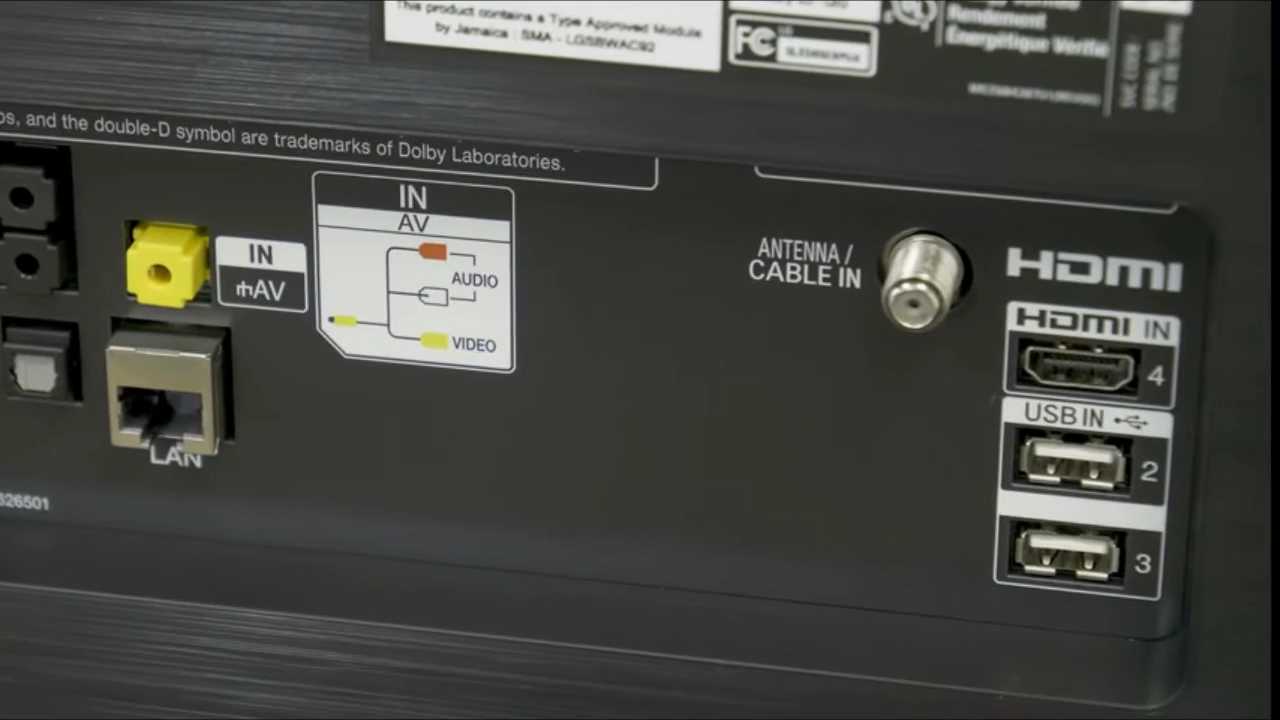 This product contains a Type Approved Module
by Jamaica : SMA - LGSBWAC92
FC
Rendement
Énergétique Vérifié
os, and the double-D symbol are trademarks of Dolby Laboratories.
IN
AV
AUDIO
VIDEO
IN
AV
LAN
326501
ANTENNA /
CABLE IN
HDMI
HDMI IN
4
USB IN
2
3